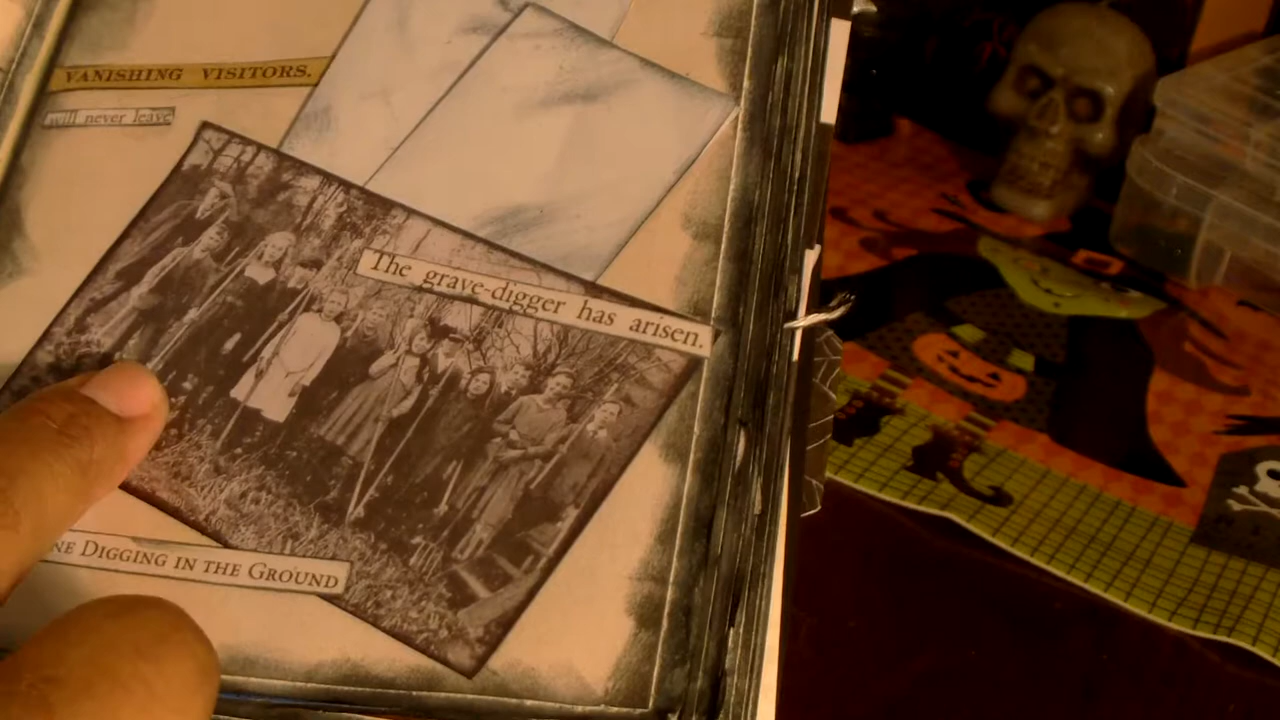 VANISHING VISITORS.
will never leave
The grave-digger has arisen.
NE DIGGING IN THE GROUND